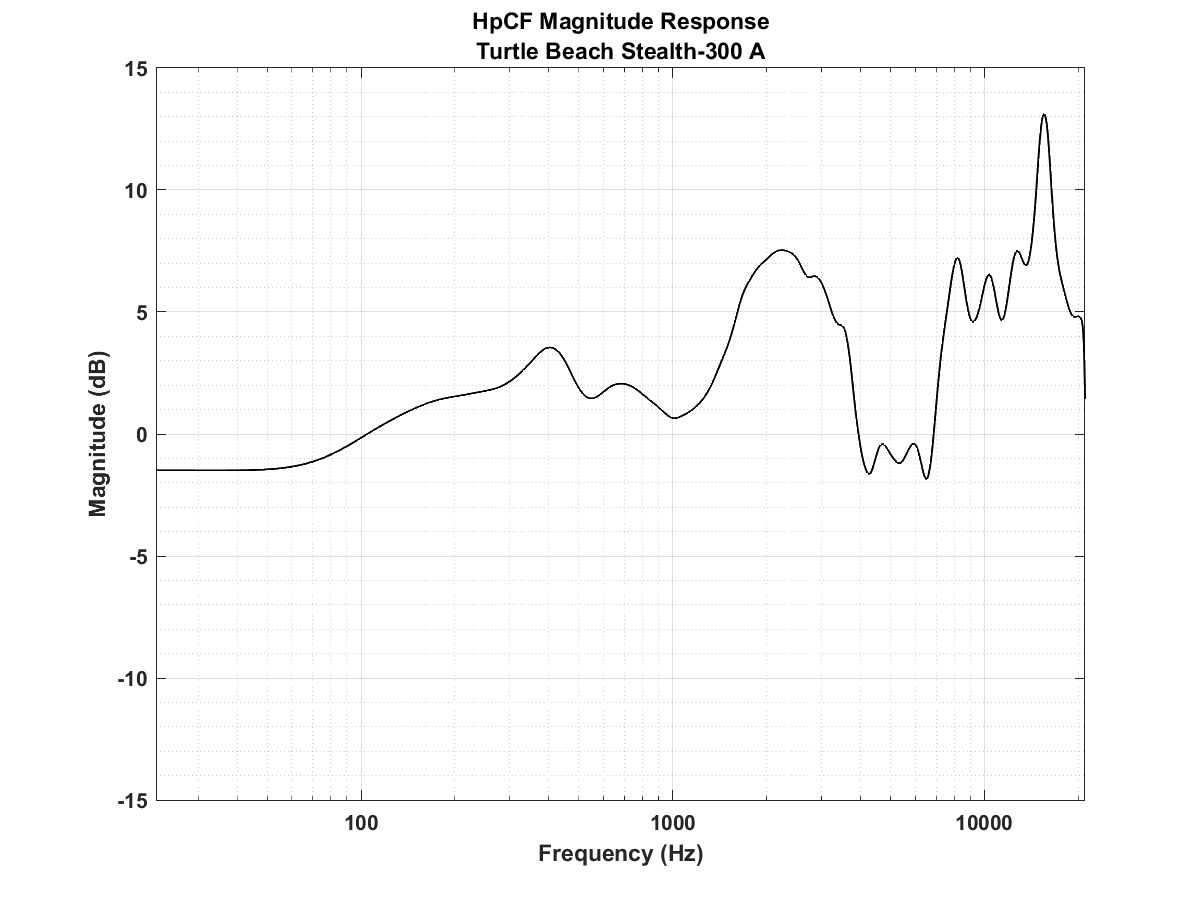 HpCF Magnitude Response
Turtle Beach Stealth-300 A
15
10
5
0
-5
-10
-15
Magnitude (dB)
100
1000
10000
Frequency (Hz)